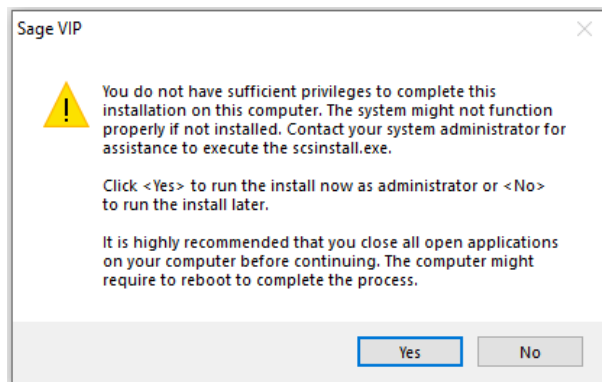 Sage VIP
You do not have sufficient privileges to complete this
installation on this computer. The system might not function
properly if not installed. Contact your system administrator for
assistance to execute the scsinstall.exe.
Click <Yes> to run the install now as administrator or <No>
to run the install later.
It is highly recommended that you close all open applications
on your computer before continuing. The computer might
require to reboot to complete the process.
Yes No